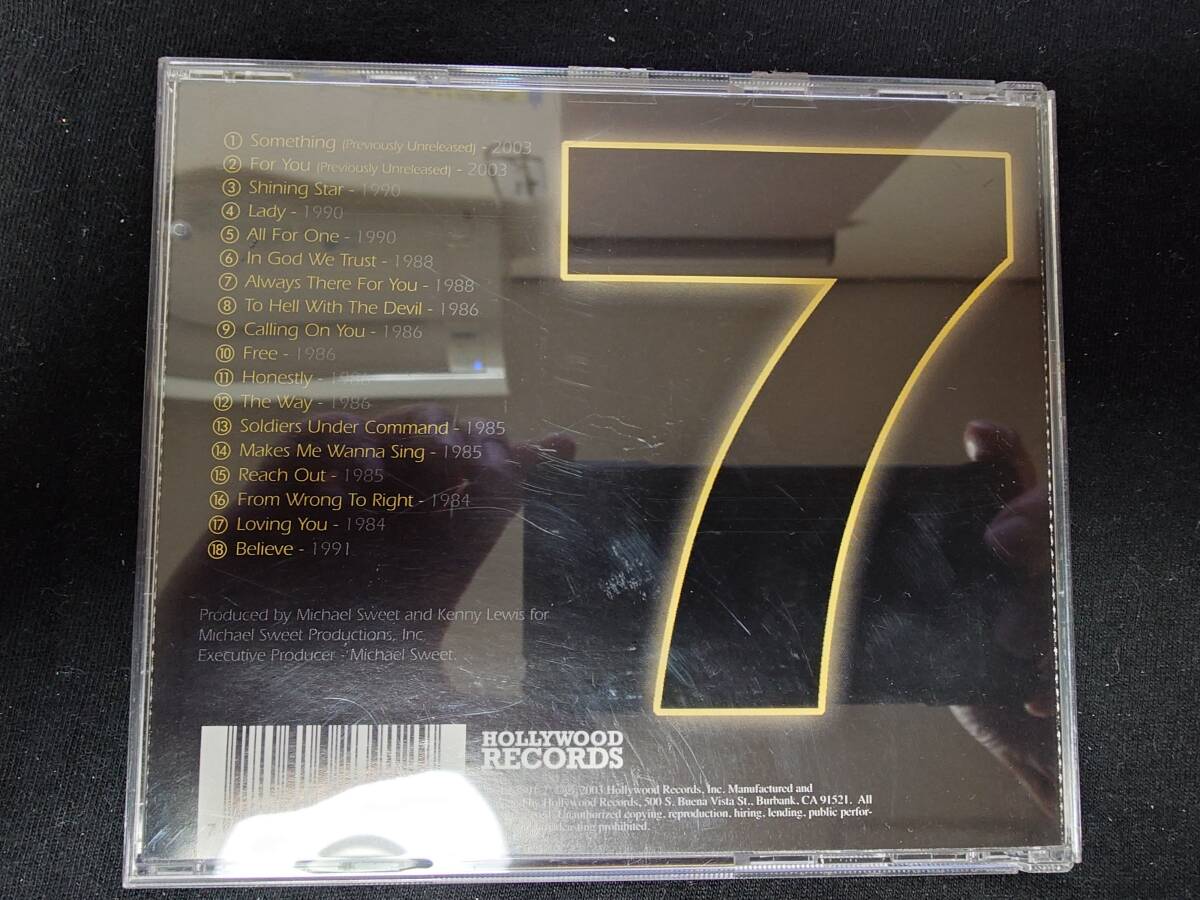 ① Something (Previously Unreleased) - 2003
② For You (Previously Unreleased) - 2003
③ Shining Star - 1990
④ Lady - 1990
⑤ All For One - 1990
⑥ In God We Trust - 1988
⑦ Always There For You - 1988
⑧ To Hell With The Devil - 1986
⑨ Calling On You - 1986
⑩ Free - 1986
⑪ Honestly - 1986
⑫ The Way - 1986
⑬ Soldiers Under Command - 1985
⑭ Makes Me Wanna Sing - 1985
⑮ Reach Out - 1985
⑯ From Wrong To Right - 1984
⑰ Loving You - 1984
⑱ Believe - 1991
7
Produced by Michael Sweet and Kenny Lewis for
Michael Sweet Productions, Inc.
Executive Producer - Michael Sweet.
HOLLYWOOD
RECORDS
2003 Hollywood Records, Inc. Manufactured and
Hollywood Records, 500 S. Buena Vista St., Burbank, CA 91521. All
Unauthorized copying, reproduction, hiring, lending, public perfor-
prohibited.
7